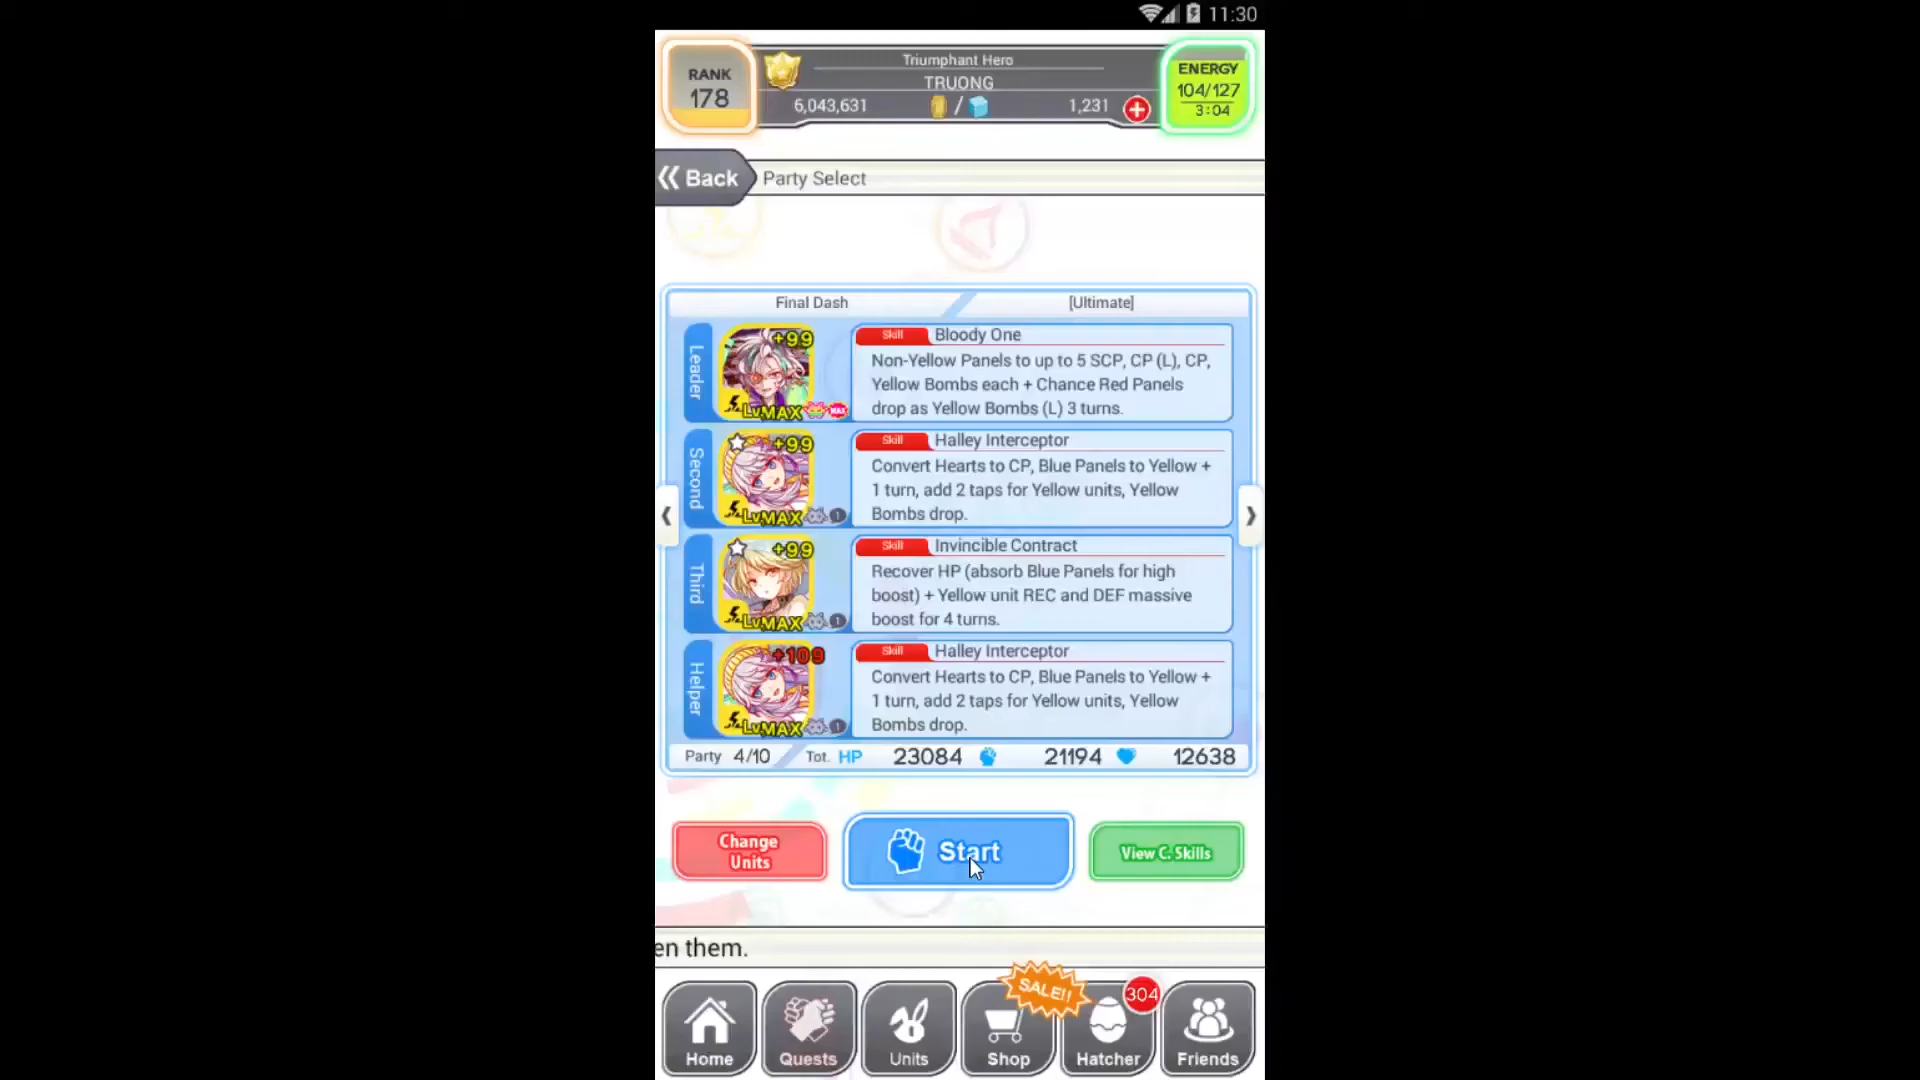 11:30
RANK
178
Triumphant Hero
TRUONG
6,043,631 / 1,231
ENERGY
104/127
3:04
Back
Party Select
Final Dash [Ultimate]
Leader
+99
LvMAX MAX
Skill Bloody One
Non-Yellow Panels to up to 5 SCP, CP (L), CP,
Yellow Bombs each + Chance Red Panels
drop as Yellow Bombs (L) 3 turns.
Second
+99
LvMAX 1
Skill Halley Interceptor
Convert Hearts to CP, Blue Panels to Yellow +
1 turn, add 2 taps for Yellow units, Yellow
Bombs drop.
Third
+99
LvMAX 1
Skill Invincible Contract
Recover HP (absorb Blue Panels for high
boost) + Yellow unit REC and DEF massive
boost for 4 turns.
Helper
+109
LvMAX 1
Skill Halley Interceptor
Convert Hearts to CP, Blue Panels to Yellow +
1 turn, add 2 taps for Yellow units, Yellow
Bombs drop.
Party 4/10 Tot. HP 23084 21194 12638
Change
Units
Start
View C. Skills
en them.
SALE!!
304
Home Quests Units Shop Hatcher Friends